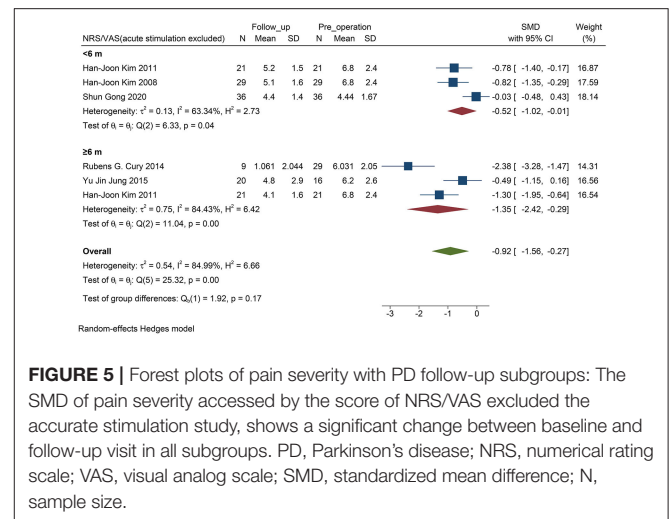 Follow_up Pre_operation SMD Weight
NRS/VAS(acute stimulation excluded) N Mean SD N Mean SD with 95% CI (%)
<6 m
Han-Joon Kim 2011 21 5.2 1.5 21 6.8 2.4 -0.78 [ -1.40, -0.17] 16.87
Han-Joon Kim 2008 29 5.1 1.6 29 6.8 2.4 -0.82 [ -1.35, -0.29] 17.59
Shun Gong 2020 36 4.4 1.4 36 4.44 1.67 -0.03 [ -0.48, 0.43] 18.14
Heterogeneity: τ² = 0.13, I² = 63.34%, H² = 2.73 -0.52 [ -1.02, -0.01]
Test of θᵢ = θⱼ: Q(2) = 6.33, p = 0.04
≥6 m
Rubens G. Cury 2014 9 1.061 2.044 29 6.031 2.05 -2.38 [ -3.28, -1.47] 14.31
Yu Jin Jung 2015 20 4.8 2.9 16 6.2 2.6 -0.49 [ -1.15, 0.16] 16.56
Han-Joon Kim 2011 21 4.1 1.6 21 6.8 2.4 -1.30 [ -1.95, -0.64] 16.54
Heterogeneity: τ² = 0.75, I² = 84.43%, H² = 6.42 -1.35 [ -2.42, -0.29]
Test of θᵢ = θⱼ: Q(2) = 11.04, p = 0.00
Overall -0.92 [ -1.56, -0.27]
Heterogeneity: τ² = 0.54, I² = 84.99%, H² = 6.66
Test of θᵢ = θⱼ: Q(5) = 25.32, p = 0.00
Test of group differences: Q_b(1) = 1.92, p = 0.17
-3 -2 -1 0
Random-effects Hedges model
FIGURE 5 | Forest plots of pain severity with PD follow-up subgroups: The
SMD of pain severity accessed by the score of NRS/VAS excluded the
accurate stimulation study, shows a significant change between baseline and
follow-up visit in all subgroups. PD, Parkinson's disease; NRS, numerical rating
scale; VAS, visual analog scale; SMD, standardized mean difference; N,
sample size.